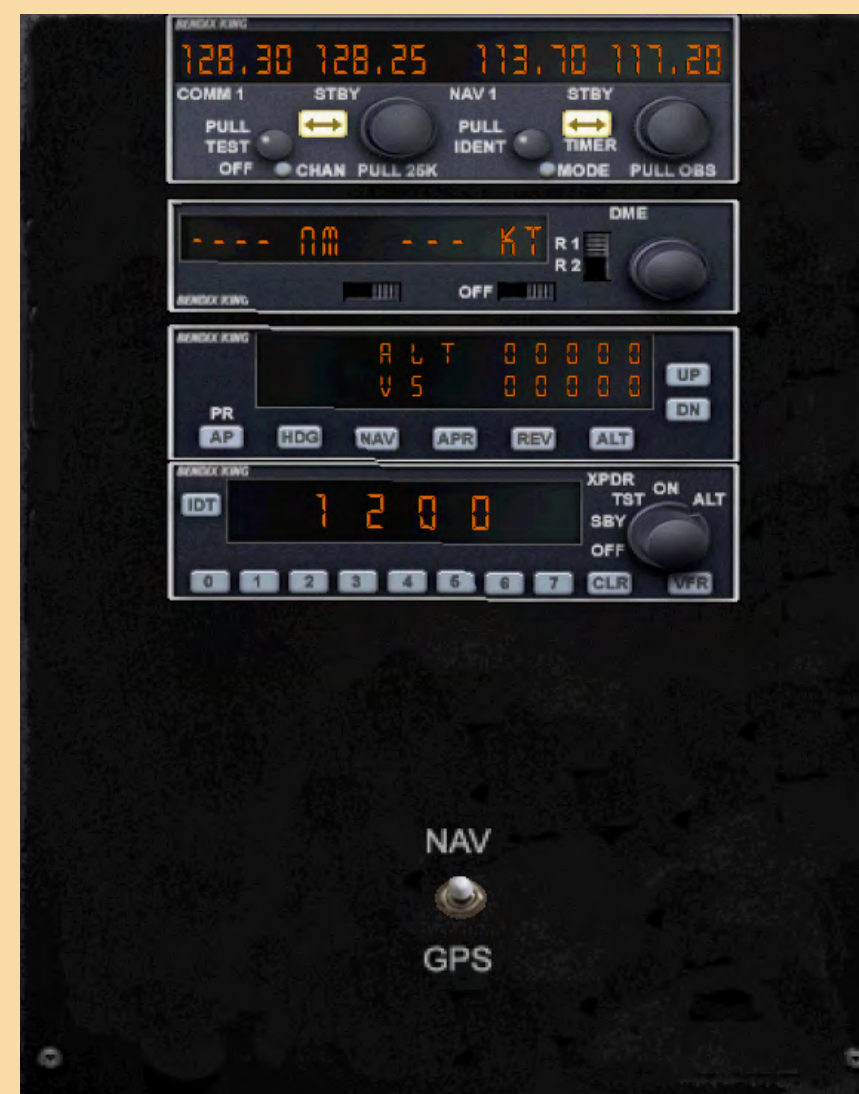 BENDIX KING
128.30 128.25 113.70 117.20
COMM 1 STBY NAV 1 STBY
PULL TEST PULL IDENT TIMER
OFF CHAN PULL 25K MODE PULL OBS
DME
---- NM --- KT R 1
R 2
BENDIX KING OFF
BENDIX KING
ALT 00000
VS 00000
UP
DN
PR
AP HDG NAV APR REV ALT
BENDIX KING
IDT 1200
XPDR
TST ON ALT
SBY
OFF
0 1 2 3 4 5 6 7 CLR VFR
NAV
GPS